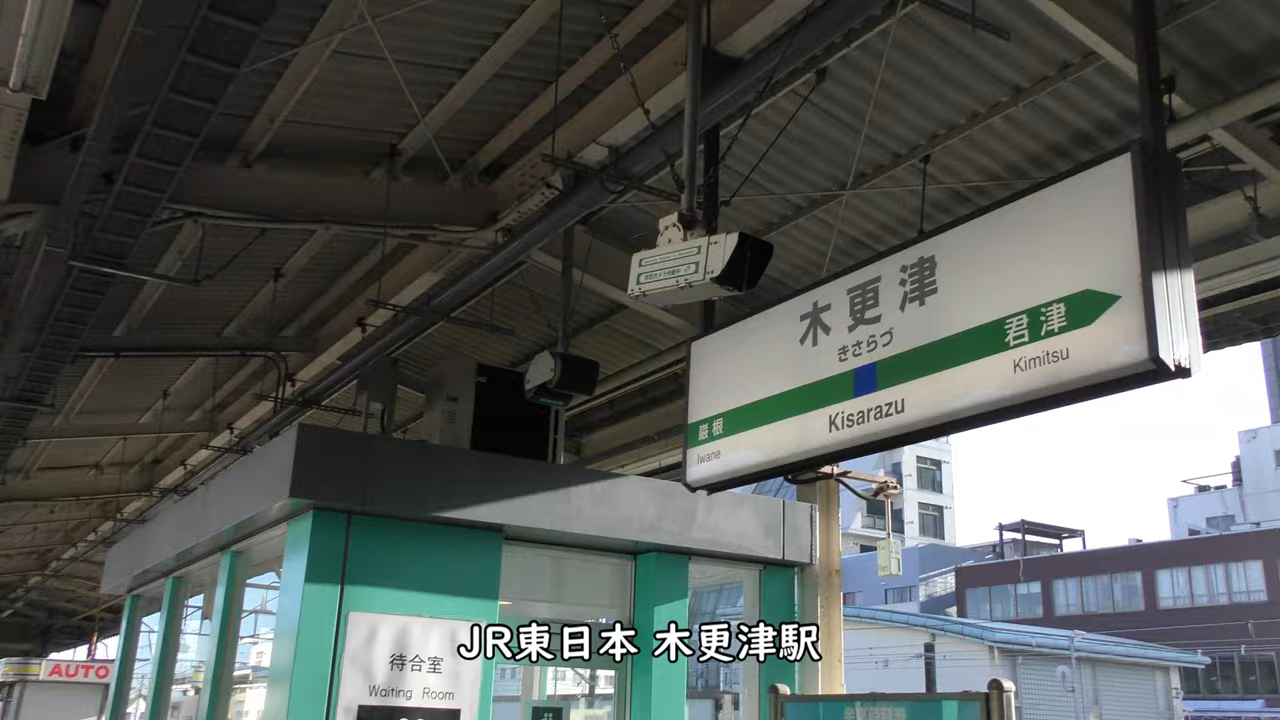 木更津
きさらづ
君津
Kimitsu
Kisarazu
巌根
Iwane
待合室
Waiting Room
AUTO
JR東日本 木更津駅